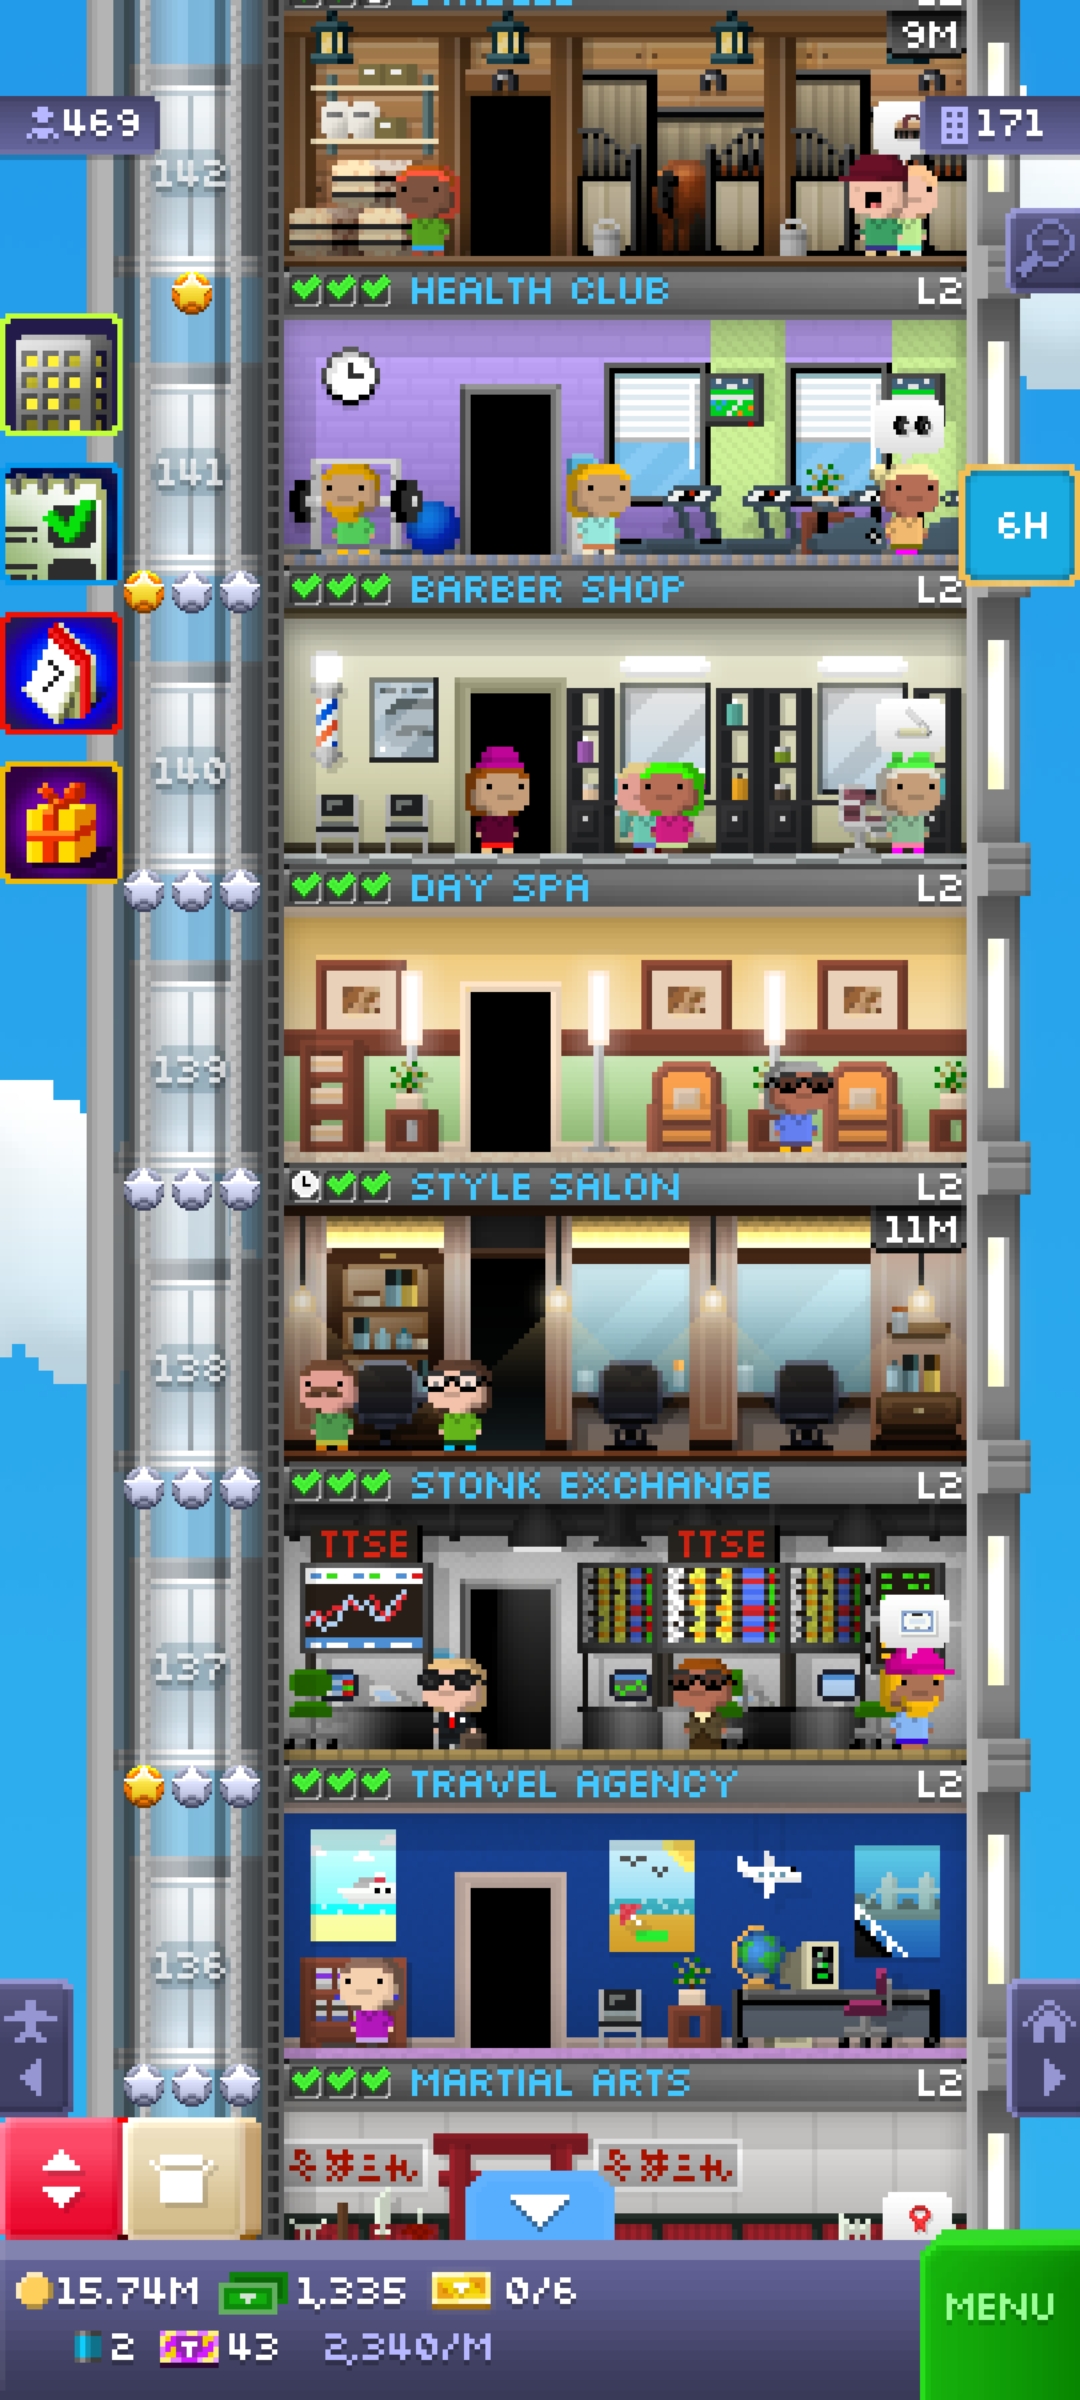 L2
9M
469
171
142
HEALTH CLUB L2
141
6H
BARBER SHOP L2
140
DAY SPA L2
139
STYLE SALON L2
11M
138
STONK EXCHANGE L2
TTSE TTSE
137
TRAVEL AGENCY L2
136
MARTIAL ARTS L2
15.74M 1,335 0/6
MENU
2 43 2,340/M